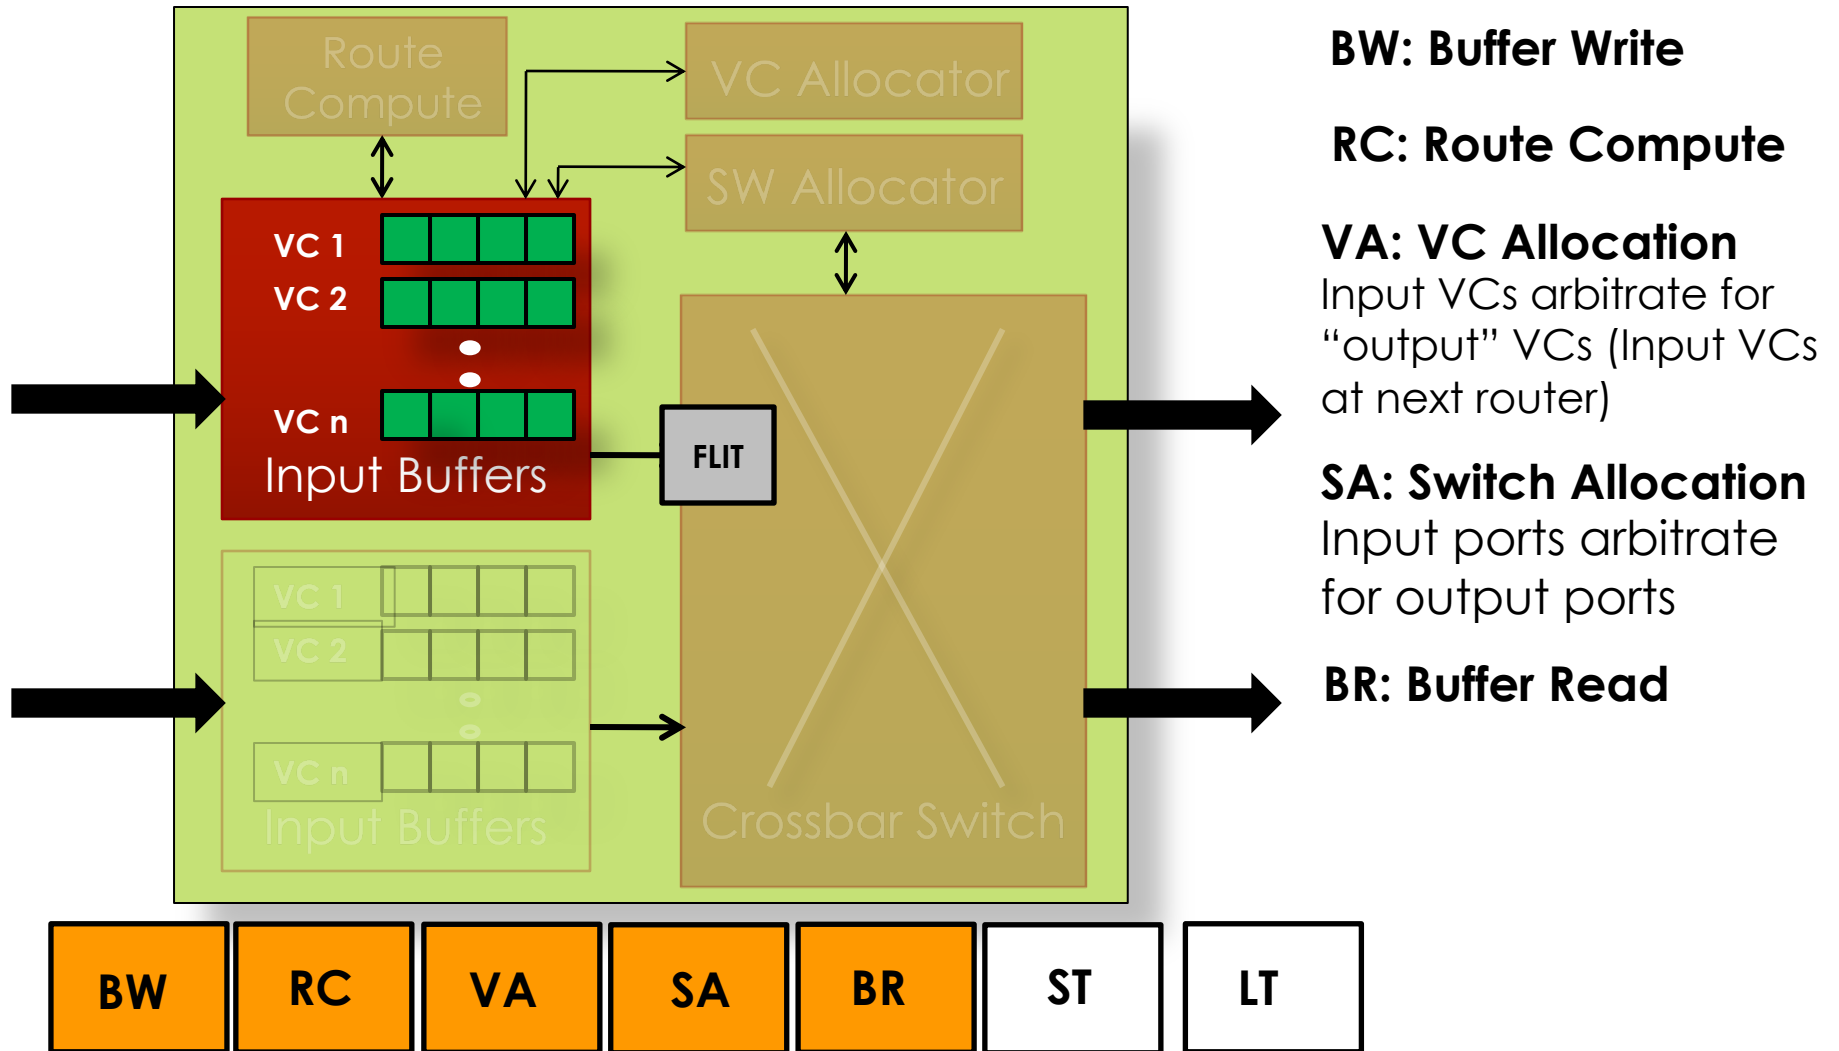 Route
Compute
VC Allocator
SW Allocator
VC 1
VC 2
VC n
Input Buffers
FLIT
VC 1
VC 2
VC n
Input Buffers
Crossbar Switch
BW: Buffer Write
RC: Route Compute
VA: VC Allocation
Input VCs arbitrate for
“output” VCs (Input VCs
at next router)
SA: Switch Allocation
Input ports arbitrate
for output ports
BR: Buffer Read
BW
RC
VA
SA
BR
ST
LT